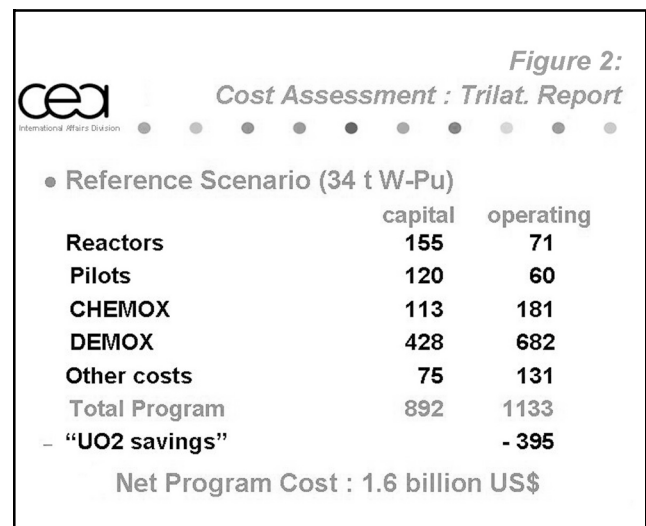 Figure 2:
Cost Assessment : Trilat. Report
cea
International Affairs Division
● Reference Scenario (34 t W-Pu)
capital operating
Reactors 155 71
Pilots 120 60
CHEMOX 113 181
DEMOX 428 682
Other costs 75 131
Total Program 892 1133
– “UO2 savings” - 395
Net Program Cost : 1.6 billion US$